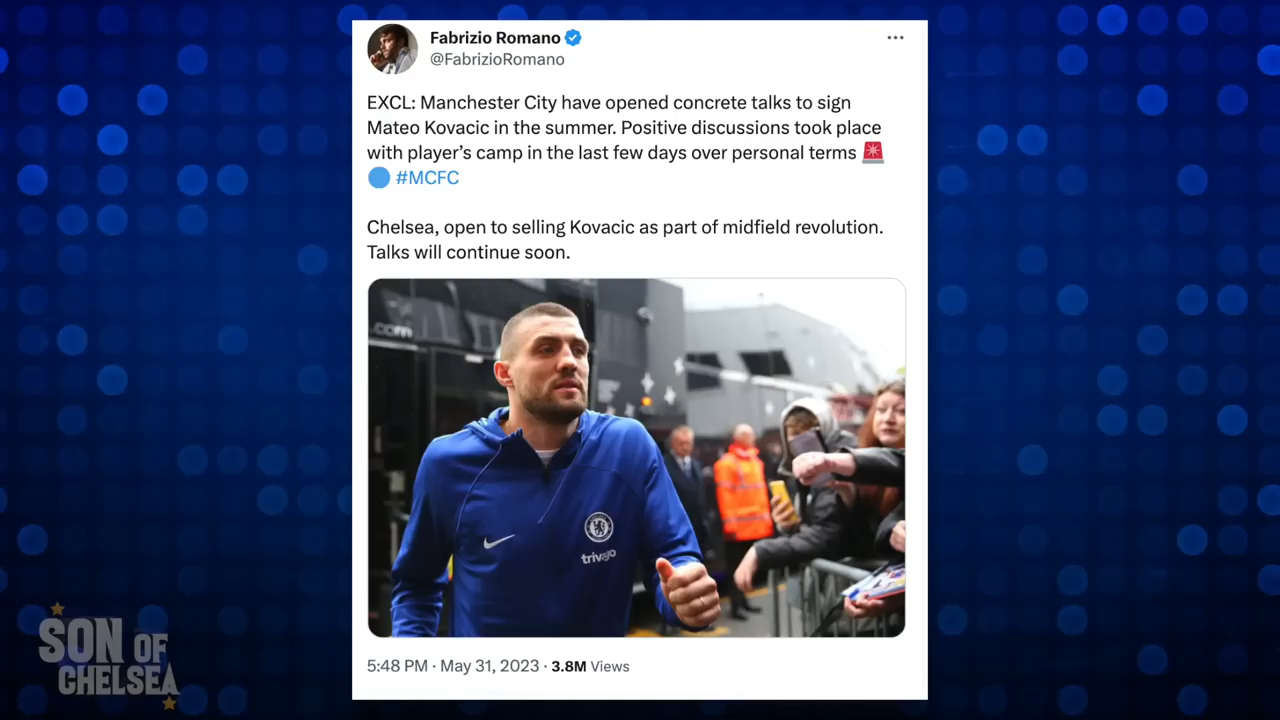 Fabrizio Romano
@FabrizioRomano
EXCL: Manchester City have opened concrete talks to sign
Mateo Kovacic in the summer. Positive discussions took place
with player’s camp in the last few days over personal terms 🚨
🔵 #MCFC
Chelsea, open to selling Kovacic as part of midfield revolution.
Talks will continue soon.
.com
trivago
5:48 PM · May 31, 2023 · 3.8M Views
SON OF
CHELSEA